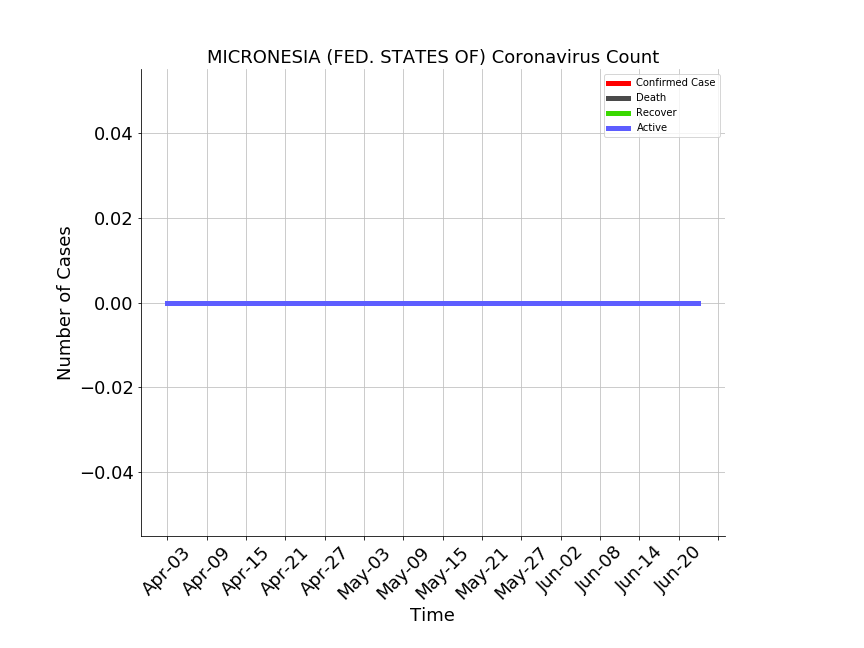 MICRONESIA (FED. STATES OF) Coronavirus Count
Confirmed Case
Death
Recover
Active
0.04
0.02
0.00
−0.02
−0.04
Number of Cases
Apr-03
Apr-09
Apr-15
Apr-21
Apr-27
May-03
May-09
May-15
May-21
May-27
Jun-02
Jun-08
Jun-14
Jun-20
Time